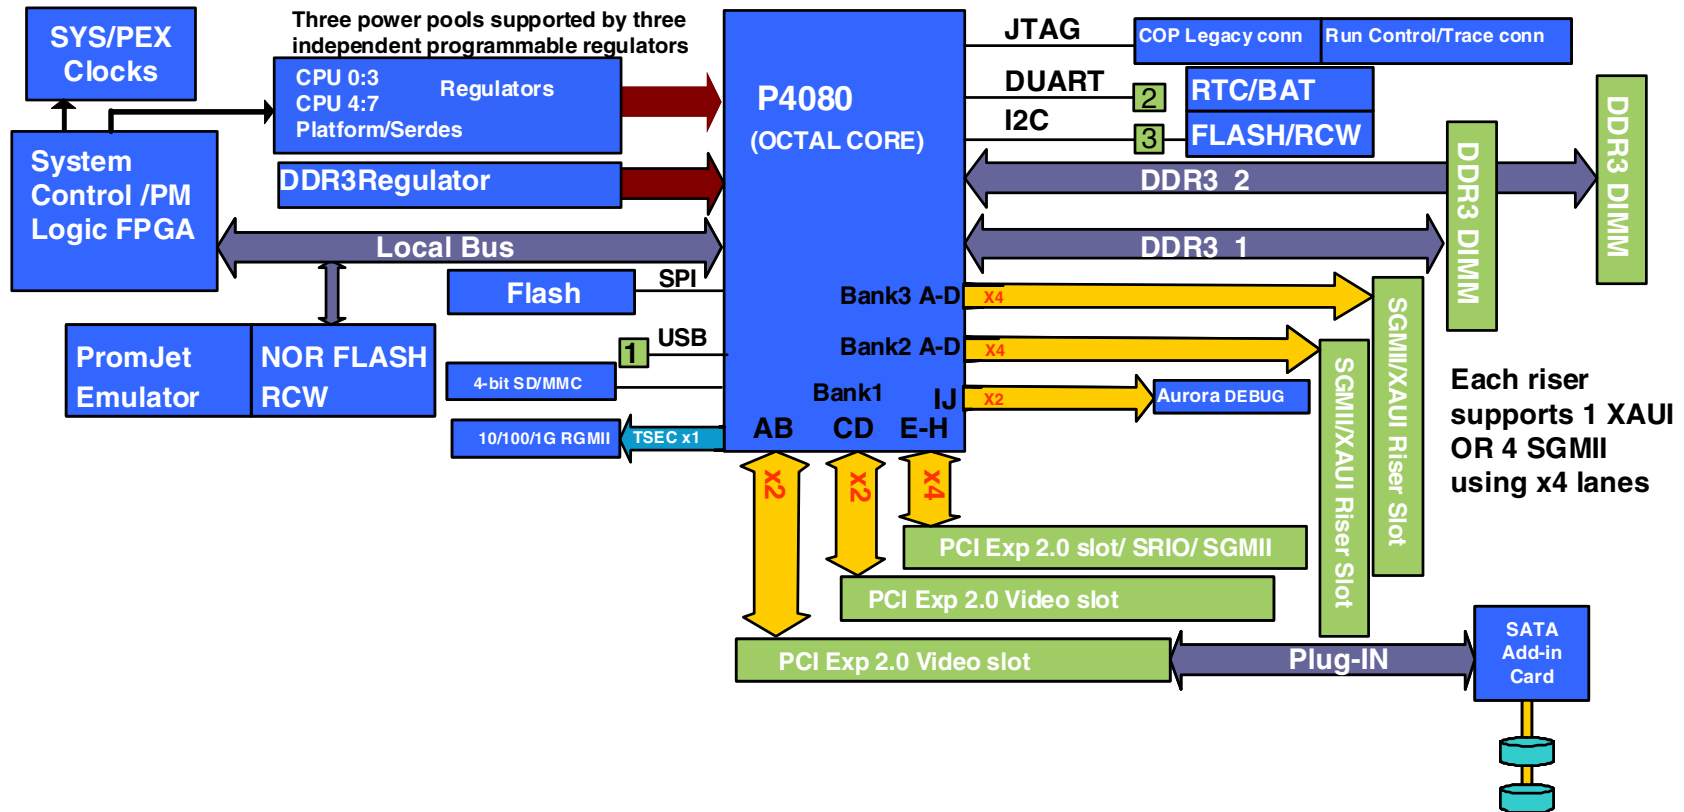 Three power pools supported by three
independent programmable regulators
SYS/PEX
Clocks
CPU 0:3
CPU 4:7
Platform/Serdes
Regulators
System
Control /PM
Logic FPGA
DDR3Regulator
Local Bus
Flash
SPI
PromJet
Emulator
NOR FLASH
RCW
1
USB
4-bit SD/MMC
10/100/1G RGMII
TSEC x1
P4080
(OCTAL CORE)
Bank3 A-D
Bank2 A-D
Bank1
IJ
AB
CD
E-H
JTAG
COP Legacy conn
Run Control/Trace conn
DUART
2
RTC/BAT
I2C
3
FLASH/RCW
DDR3 2
DDR3 1
DDR3 DIMM
DDR3 DIMM
X4
X4
X2
Aurora DEBUG
SGMII/XAUI Riser Slot
SGMII/XAUI Riser Slot
Each riser
supports 1 XAUI
OR 4 SGMII
using x4 lanes
x2
x2
x4
PCI Exp 2.0 slot/ SRIO/ SGMII
PCI Exp 2.0 Video slot
PCI Exp 2.0 Video slot
Plug-IN
SATA
Add-in
Card